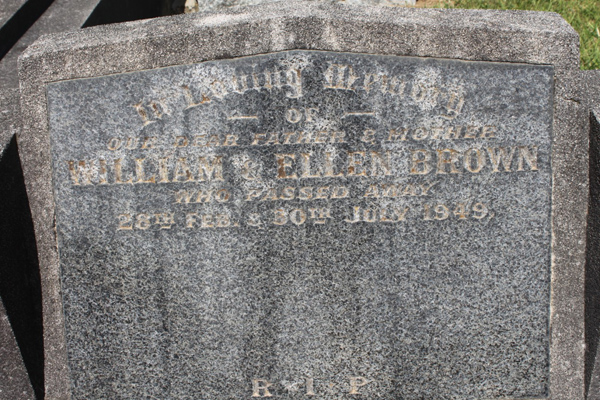 In Loving Memory
— OF —
OUR DEAR FATHER & MOTHER
WILLIAM & ELLEN BROWN
WHO PASSED AWAY
28TH FEB. & 30TH JULY 1949.
R·I·P